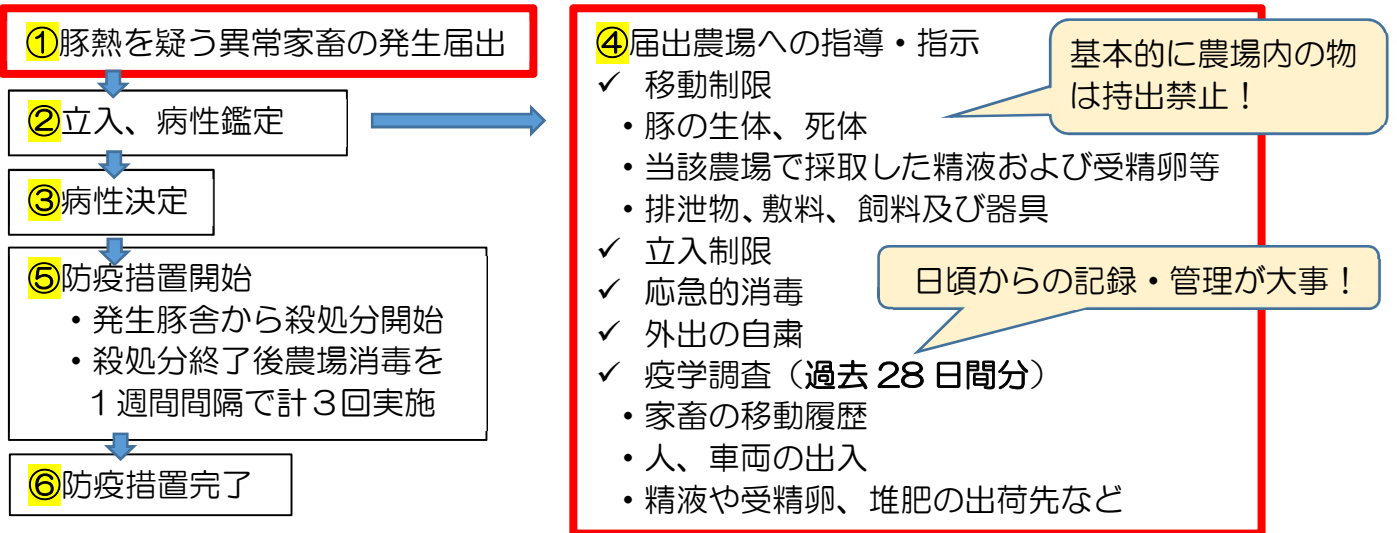 ①豚熱を疑う異常家畜の発生届出
②立入、病性鑑定
③病性決定
⑤防疫措置開始
・発生豚舎から殺処分開始
・殺処分終了後農場消毒を
１週間間隔で計３回実施
⑥防疫措置完了
④届出農場への指導・指示
✓ 移動制限
・豚の生体、死体
・当該農場で採取した精液および受精卵等
・排泄物、敷料、飼料及び器具
✓ 立入制限
✓ 応急的消毒
✓ 外出の自粛
✓ 疫学調査（過去 28 日間分）
・家畜の移動履歴
・人、車両の出入
・精液や受精卵、堆肥の出荷先など
基本的に農場内の物
は持出禁止！
日頃からの記録・管理が大事！